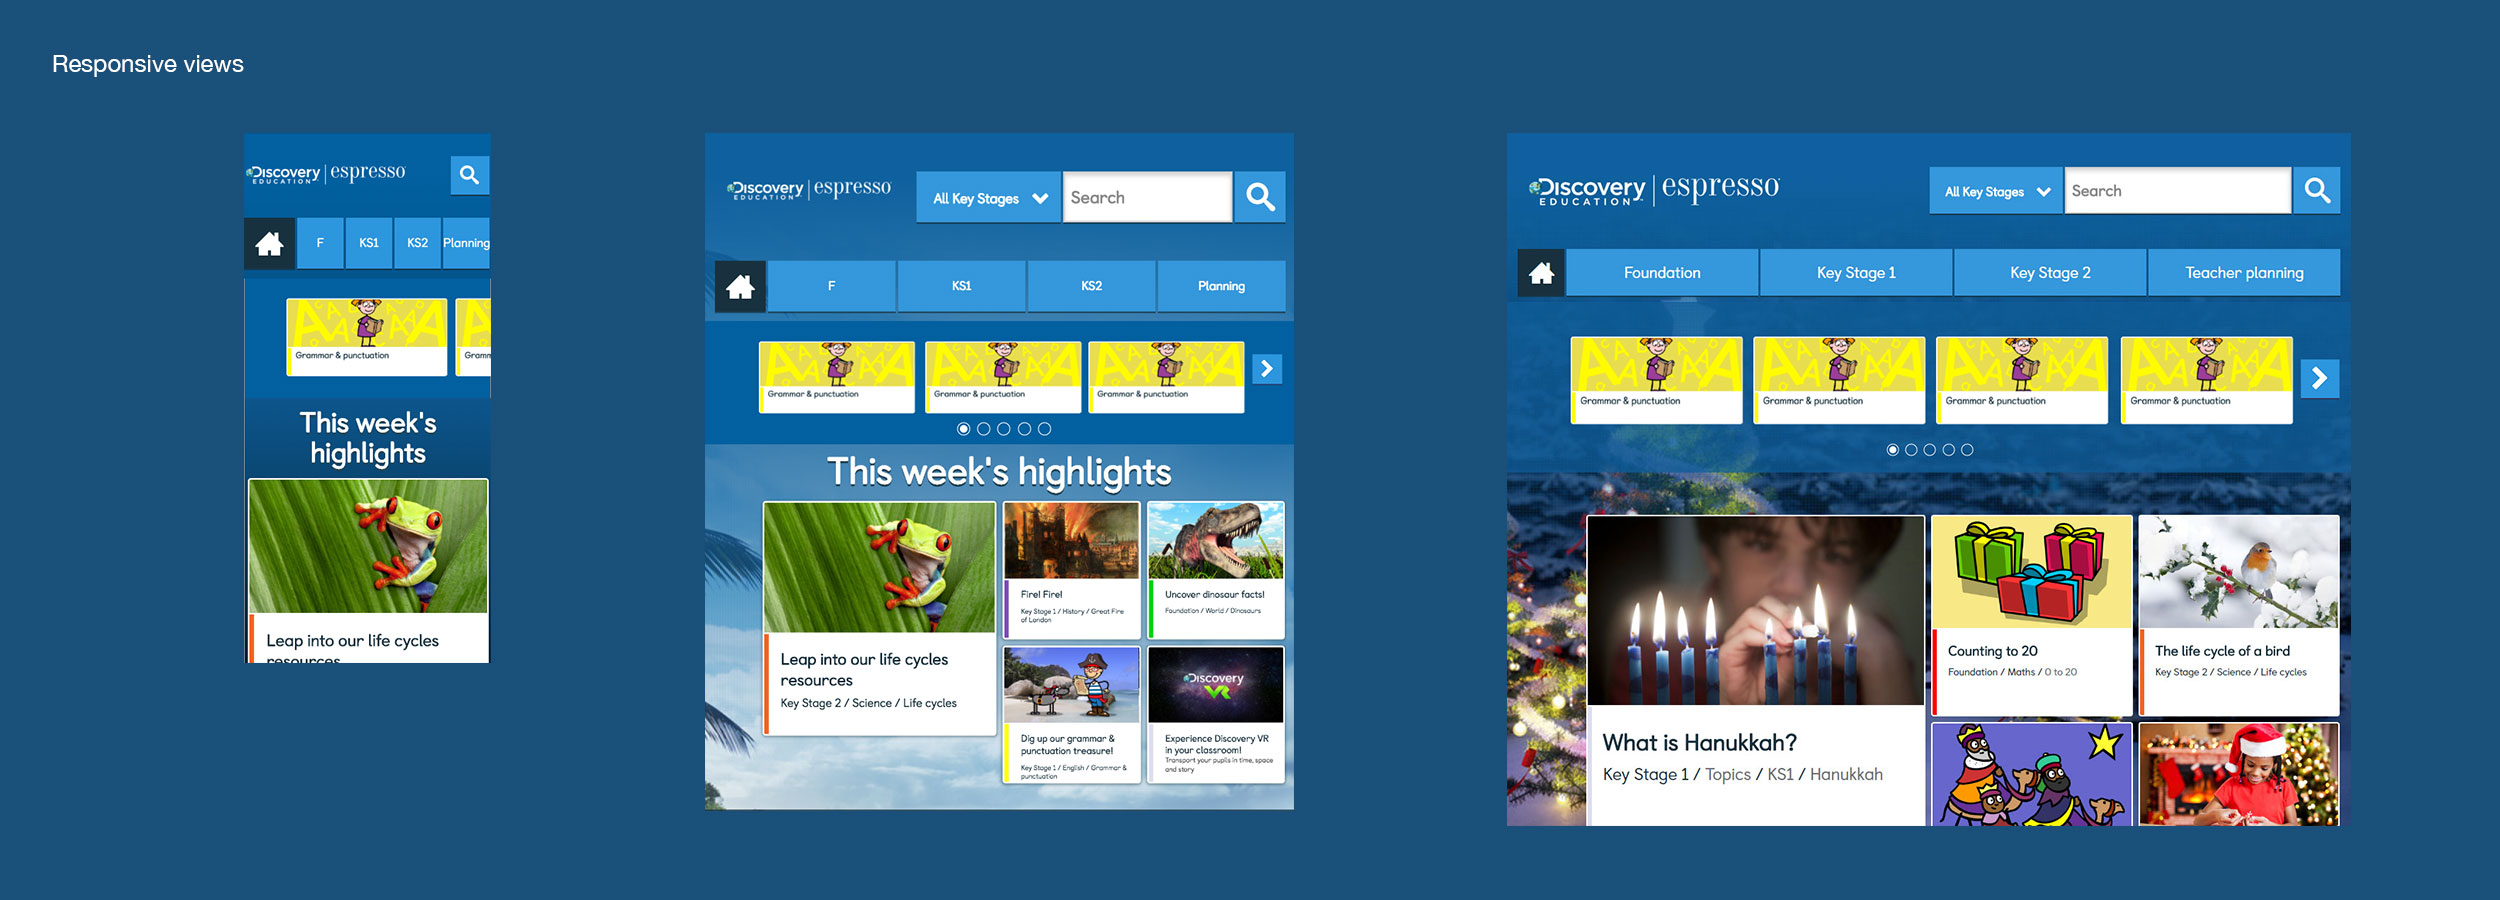 Responsive views
Discovery
EDUCATION
espresso
F
KS1
KS2
Planning
Grammar & punctuation
Gramm
This week's
highlights
Leap into our life cycles
resources
Discovery
EDUCATION
espresso
All Key Stages
Search
F
KS1
KS2
Planning
Grammar & punctuation
Grammar & punctuation
Grammar & punctuation
This week's highlights
Leap into our life cycles
resources
Key Stage 2 / Science / Life cycles
Fire! Fire!
Key Stage 1 / History / Great Fire
of London
Uncover dinosaur facts!
Foundation / World / Dinosaurs
Dig up our grammar &
punctuation treasure!
Key Stage 1 / English / Grammar &
punctuation
Discovery
VR
Experience Discovery VR
in your classroom!
Transport your pupils in time, space
and story
Discovery
EDUCATION
espresso
All Key Stages
Search
Foundation
Key Stage 1
Key Stage 2
Teacher planning
Grammar & punctuation
Grammar & punctuation
Grammar & punctuation
Grammar & punctuation
What is Hanukkah?
Key Stage 1 / Topics / KS1 / Hanukkah
Counting to 20
Foundation / Maths / 0 to 20
The life cycle of a bird
Key Stage 2 / Science / Life cycles